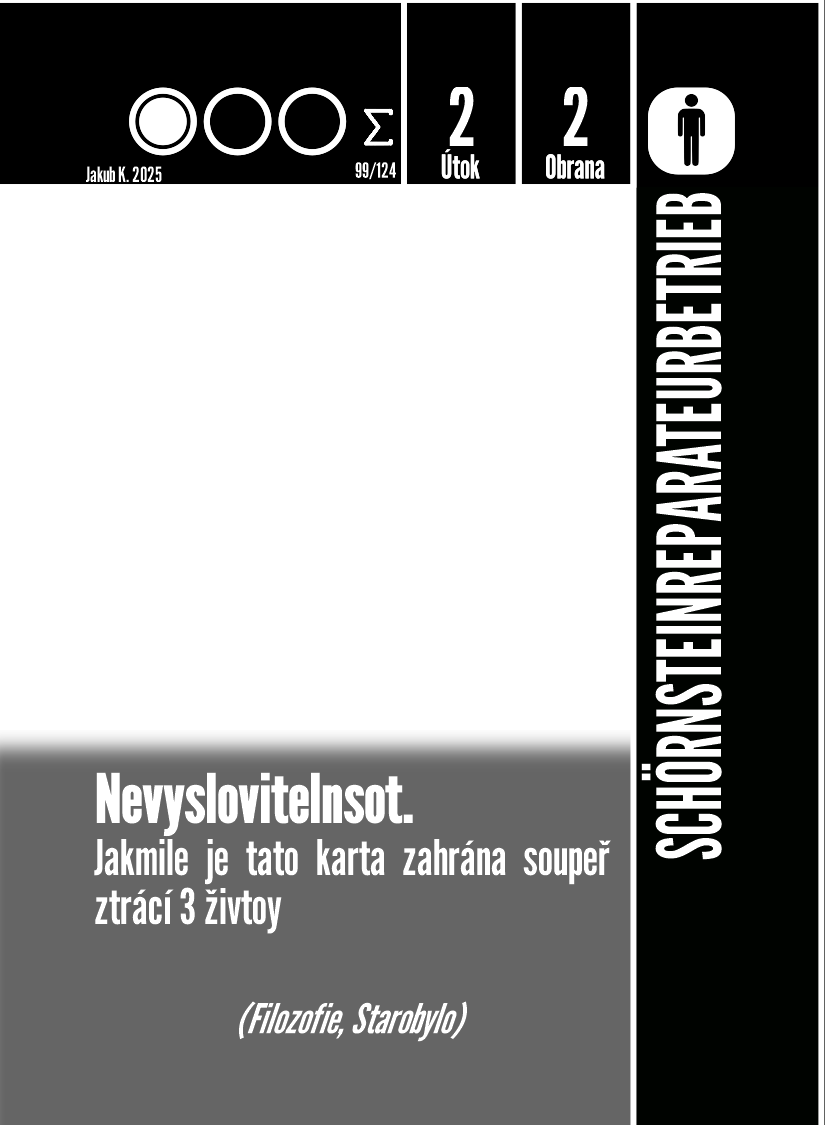 Σ
2
2
Jakub K. 2025
99/124
Útok
Obrana
SCHÖRNSTEINREPARATEURBETRIEB
Nevyslovitelnsot.
Jakmile je tato karta zahrána soupeř
ztrácí 3 živtoy
(Filozofie, Starobylo)